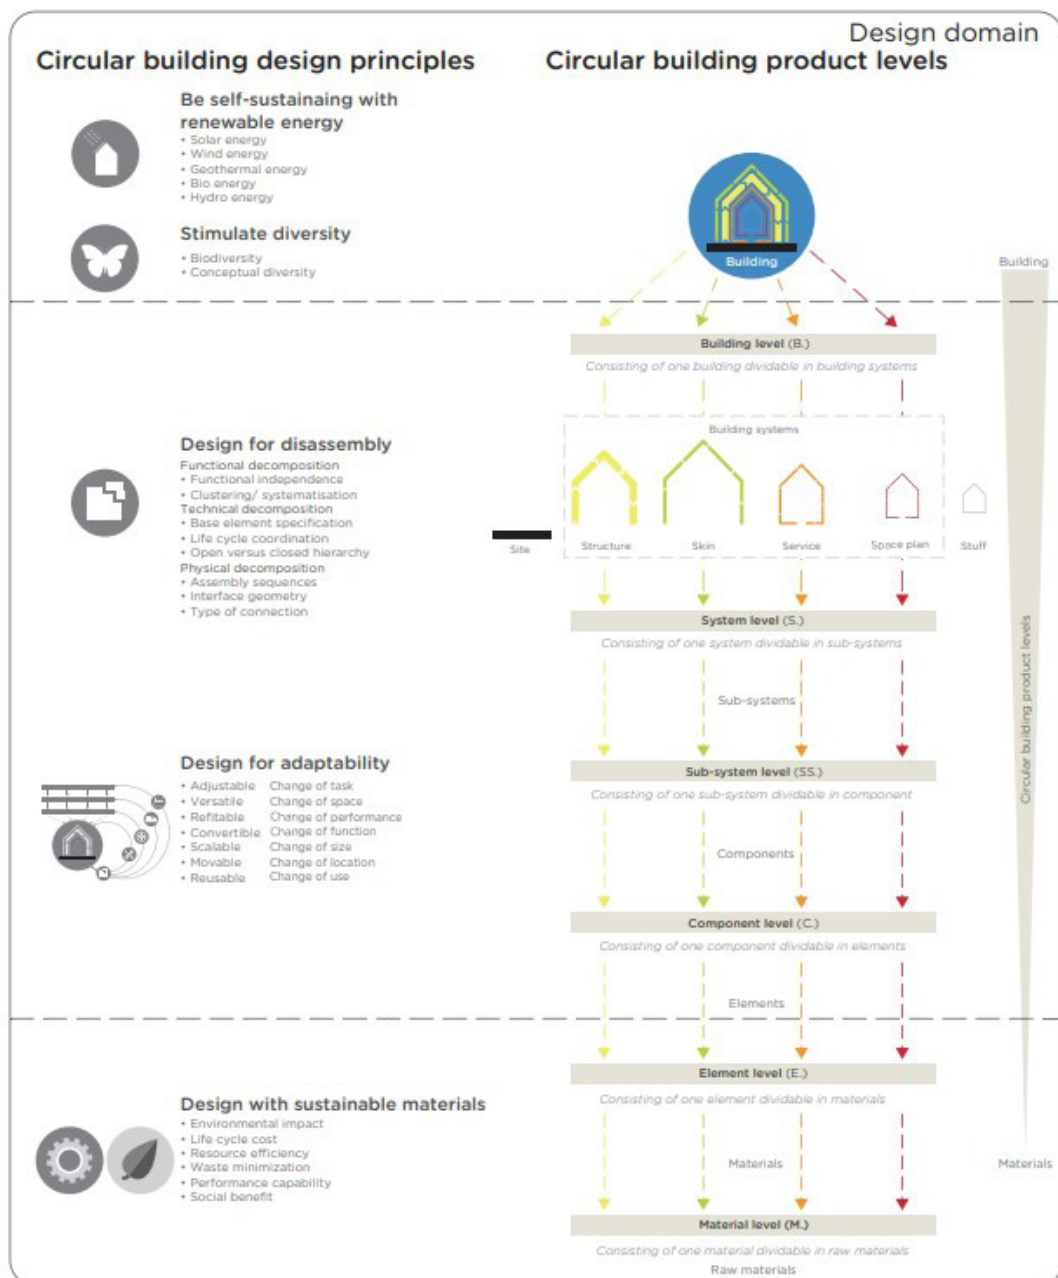 Design domain
Circular building design principles
Circular building product levels
Be self-sustainaing with
renewable energy
• Solar energy
• Wind energy
• Geothermal energy
• Bio energy
• Hydro energy
Stimulate diversity
• Biodiversity
• Conceptual diversity
Building
Building
Building level (B.)
Consisting of one building dividable in building systems
Design for disassembly
Functional decomposition
• Functional independence
• Clustering/ systematisation
Technical decomposition
• Base element specification
• Life cycle coordination
• Open versus closed hierarchy
Physical decomposition
• Assembly sequences
• Interface geometry
• Type of connection
Building systems
Site
Structure
Skin
Service
Space plan
Stuff
System level (S.)
Consisting of one system dividable in sub-systems
Sub-systems
Circular building product levels
Design for adaptability
• Adjustable Change of task
• Versatile Change of space
• Refitable Change of performance
• Convertible Change of function
• Scalable Change of size
• Movable Change of location
• Reusable Change of use
Sub-system level (SS.)
Consisting of one sub-system dividable in component
Components
Component level (C.)
Consisting of one component dividable in elements
Elements
Element level (E.)
Consisting of one element dividable in materials
Design with sustainable materials
• Environmental impact
• Life cycle cost
• Resource efficiency
• Waste minimization
• Performance capability
• Social benefit
Materials
Materials
Material level (M.)
Consisting of one material dividable in raw materials
Raw materials